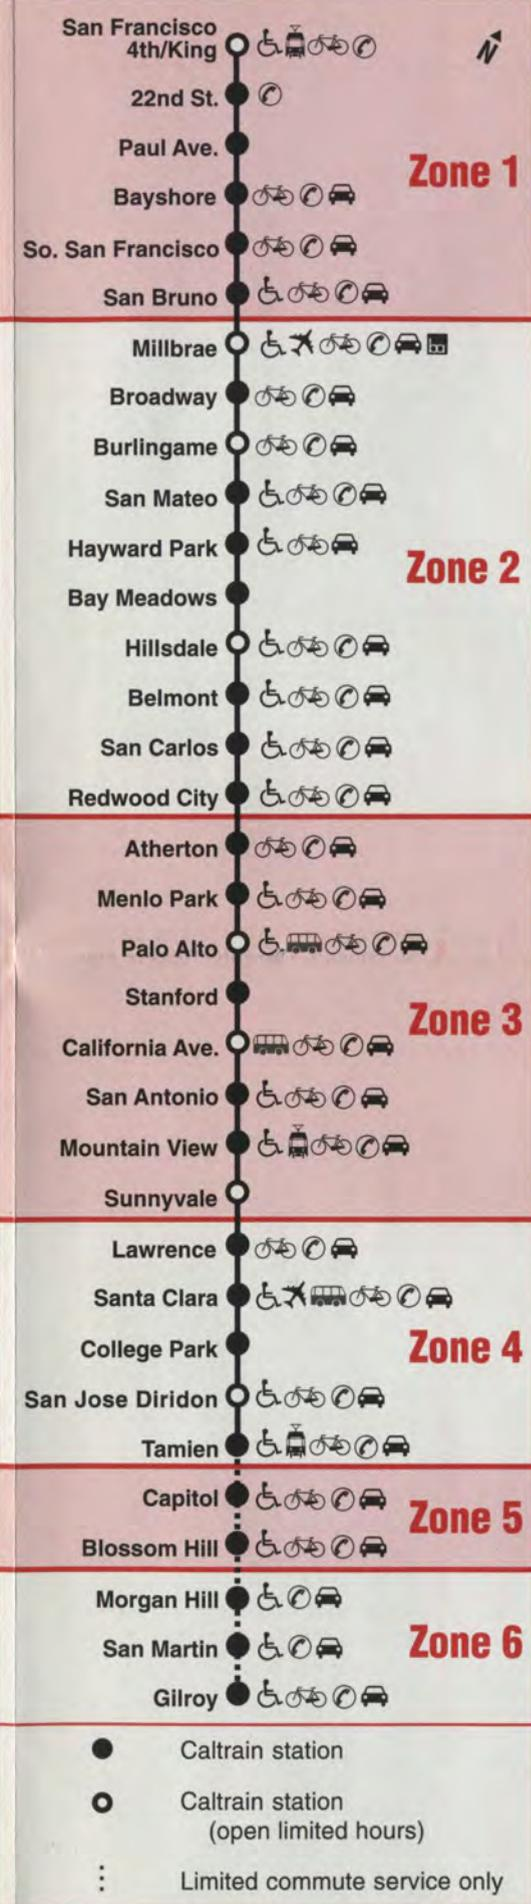 San Francisco
4th/King
N
22nd St.
Paul Ave.
Zone 1
Bayshore
So. San Francisco
San Bruno
Millbrae
Broadway
Burlingame
San Mateo
Hayward Park
Zone 2
Bay Meadows
Hillsdale
Belmont
San Carlos
Redwood City
Atherton
Menlo Park
Palo Alto
Stanford
Zone 3
California Ave.
San Antonio
Mountain View
Sunnyvale
Lawrence
Santa Clara
College Park
Zone 4
San Jose Diridon
Tamien
Capitol
Zone 5
Blossom Hill
Morgan Hill
San Martin
Zone 6
Gilroy
Caltrain station
Caltrain station
(open limited hours)
Limited commute service only